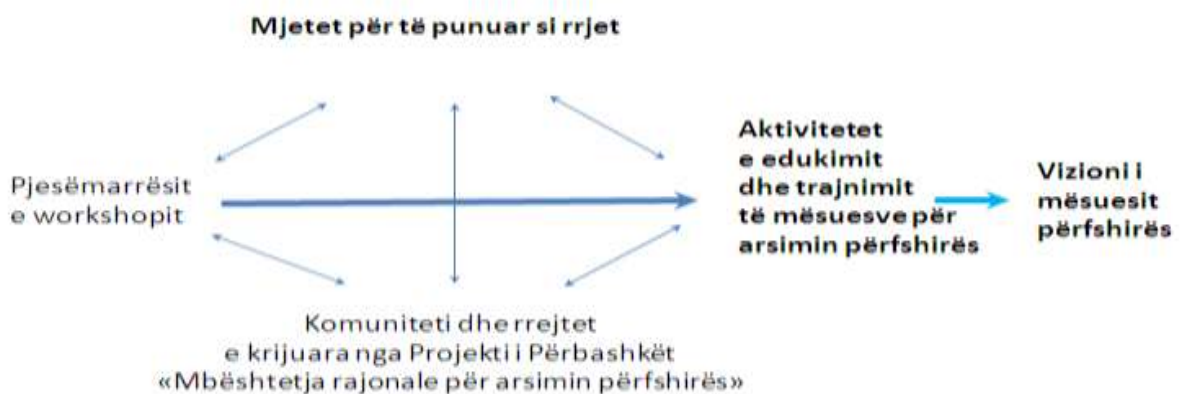 Mjetet për të punuar si rrjet
Pjesëmarrësit
e workshopit
Aktivitetet
e edukimit
dhe trajnimit
të mësuesve për
arsimin përfshirës
Vizioni i
mësuesit
përfshirës
Komuniteti dhe rrejtet
e krijuara nga Projekti i Përbashkët
«Mbështetja rajonale për arsimin përfshirës»